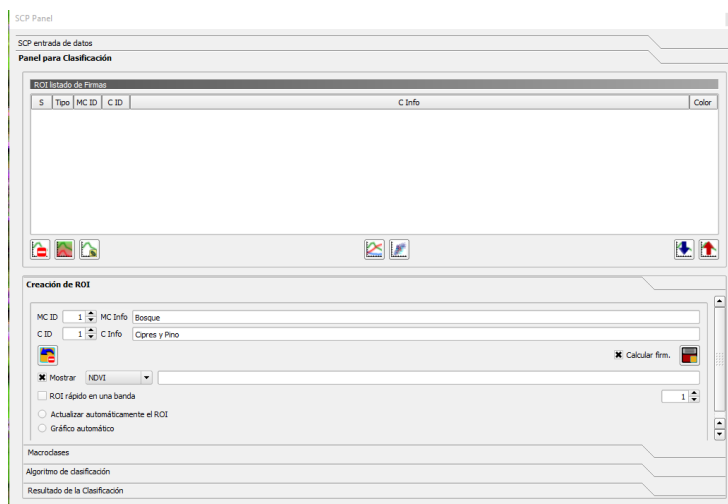 SCP Panel
SCP entrada de datos
Panel para Clasificación
ROI listado de Firmas
S Tipo MC ID C ID C Info Color
Creación de ROI
MC ID 1 MC Info Bosque
C ID 1 C Info Cipres y Pino
Calcular firm.
Mostrar NDVI
ROI rápido en una banda 1
Actualizar automáticamente el ROI
Gráfico automático
Macroclases
Algoritmo de clasificación
Resultado de la Clasificación